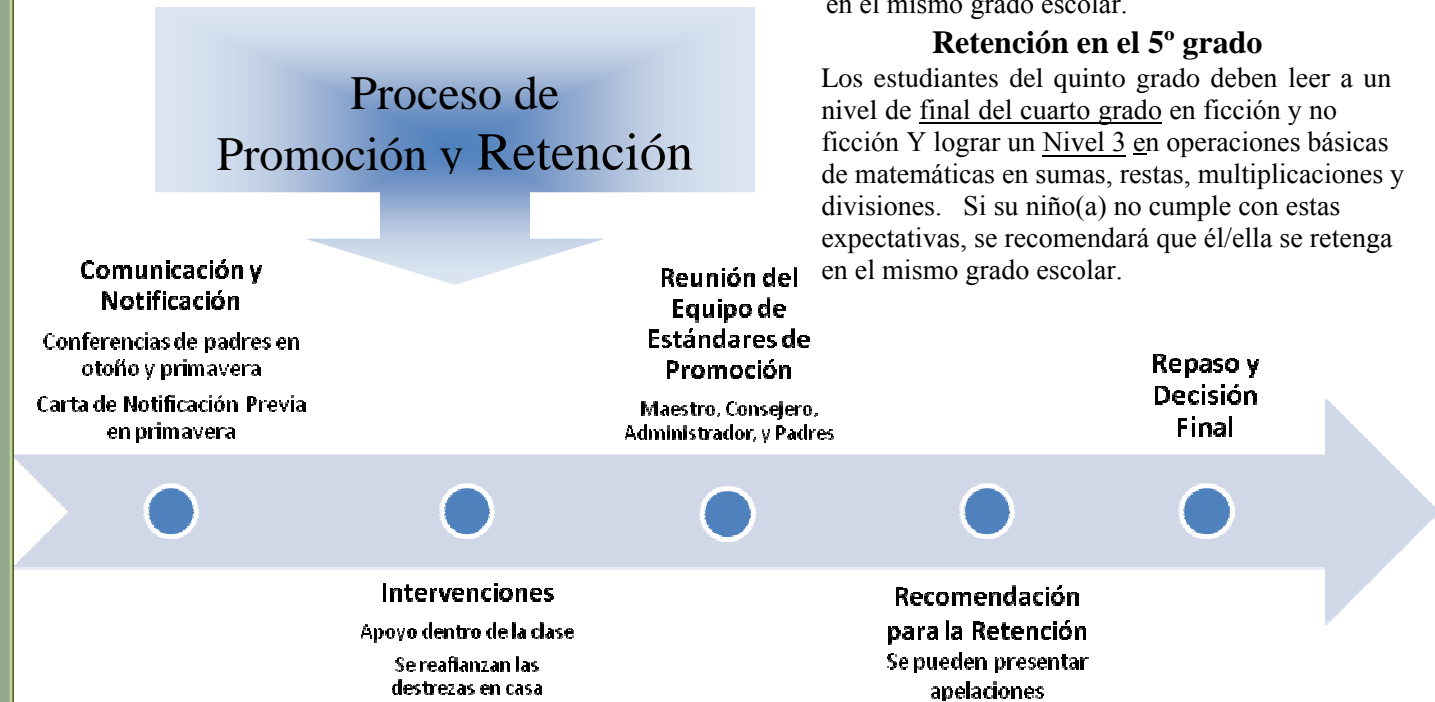 en el mismo grado escolar.
Retención en el 5º grado
Los estudiantes del quinto grado deben leer a un
nivel de final del cuarto grado en ficción y no
ficción Y lograr un Nivel 3 en operaciones básicas
de matemáticas en sumas, restas, multiplicaciones y
divisiones. Si su niño(a) no cumple con estas
expectativas, se recomendará que él/ella se retenga
en el mismo grado escolar.
Proceso de
Promoción y Retención
Comunicación y
Notificación
Conferencias de padres en
otoño y primavera
Carta de Notificación Previa
en primavera
Intervenciones
Apoyo dentro de la clase
Se reafianzan las
destrezas en casa
Reunión del
Equipo de
Estándares de
Promoción
Maestro, Consejero,
Administrador, y Padres
Recomendación
para la Retención
Se pueden presentar
apelaciones
Repaso y
Decisión
Final